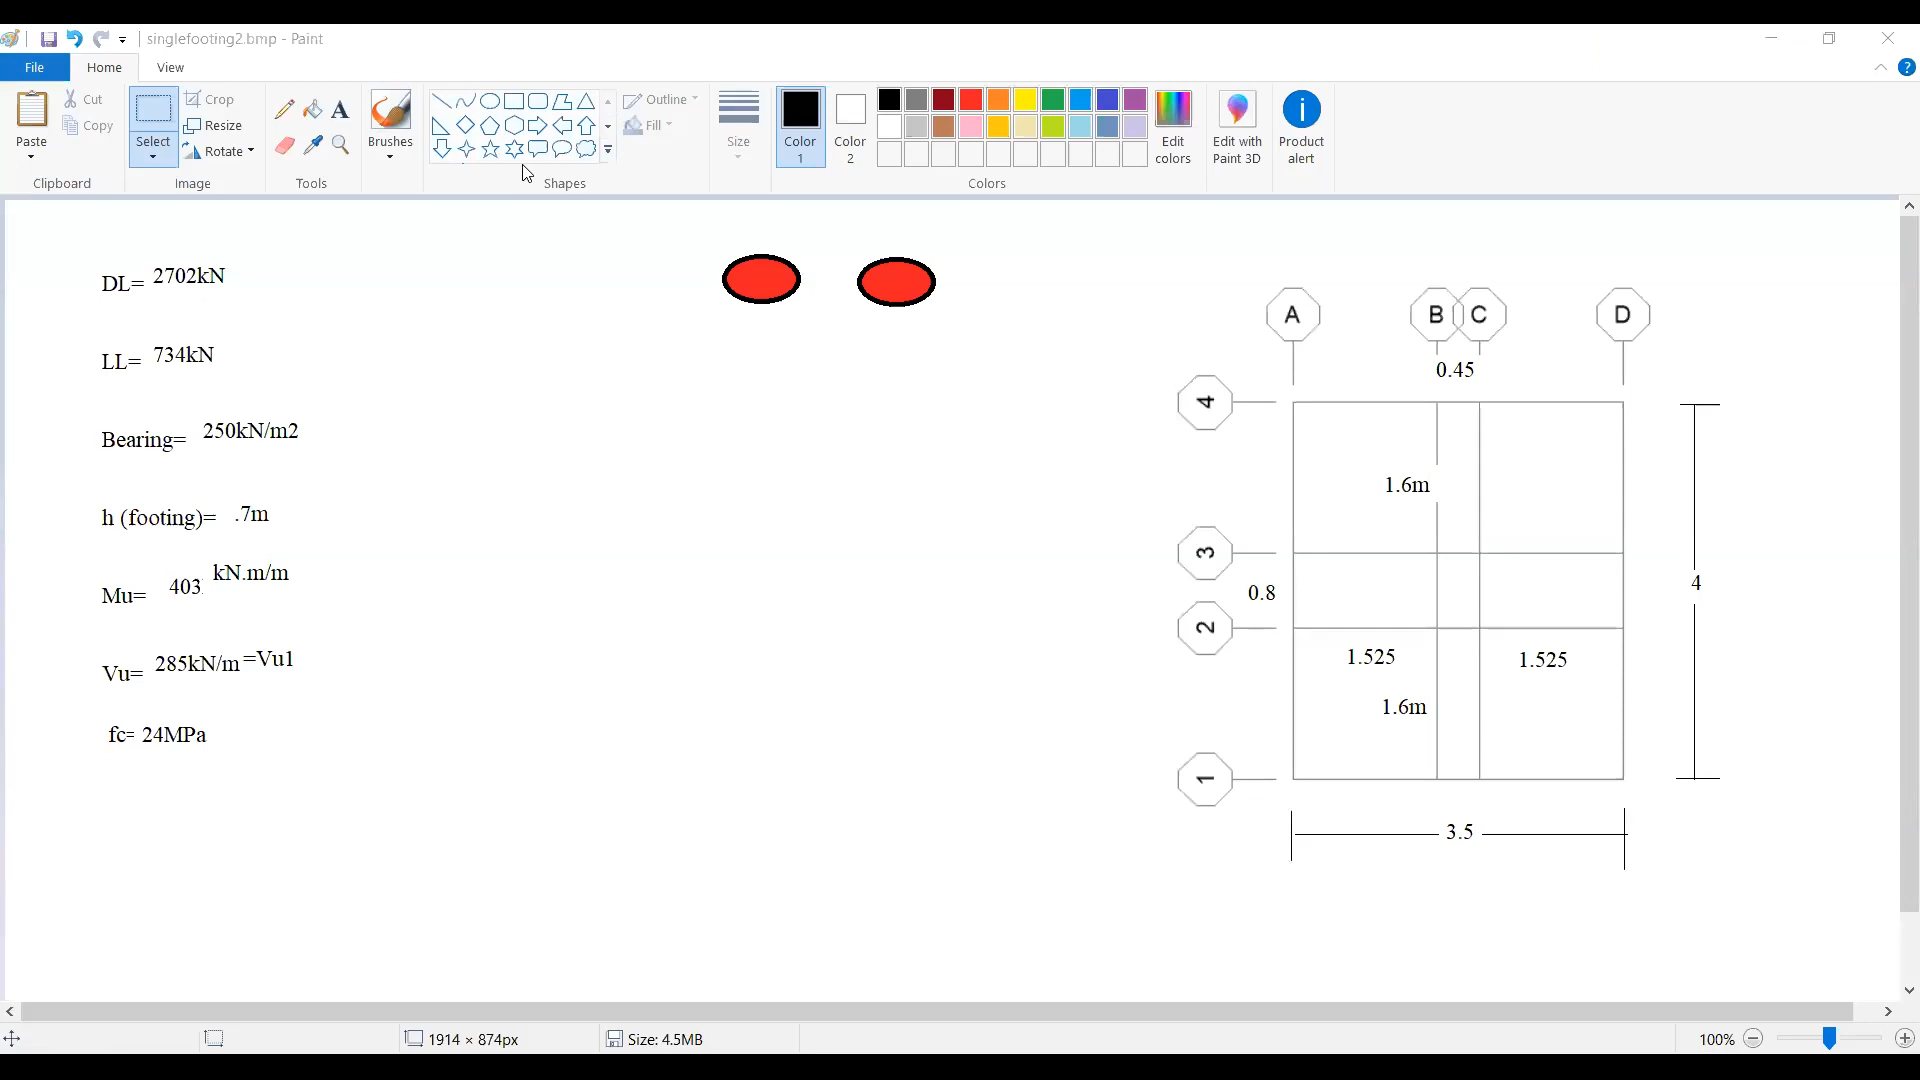 singlefooting2.bmp - Paint
File Home View
Paste
Cut
Copy
Clipboard
Select
Crop
Resize
Rotate
Image
A
Tools
Brushes
Shapes
Outline
Fill
Size
Color 1
Color 2
Colors
Edit colors
Edit with Paint 3D
Product alert
DL= 2702kN
LL= 734kN
Bearing= 250kN/m2
h (footing)= .7m
Mu= 403 kN.m/m
Vu= 285kN/m =Vu1
fc= 24MPa
A B C D
0.45
4
1.6m
3
4
0.8
2
1.525 1.525
1.6m
1
3.5
1914 × 874px
Size: 4.5MB
100%